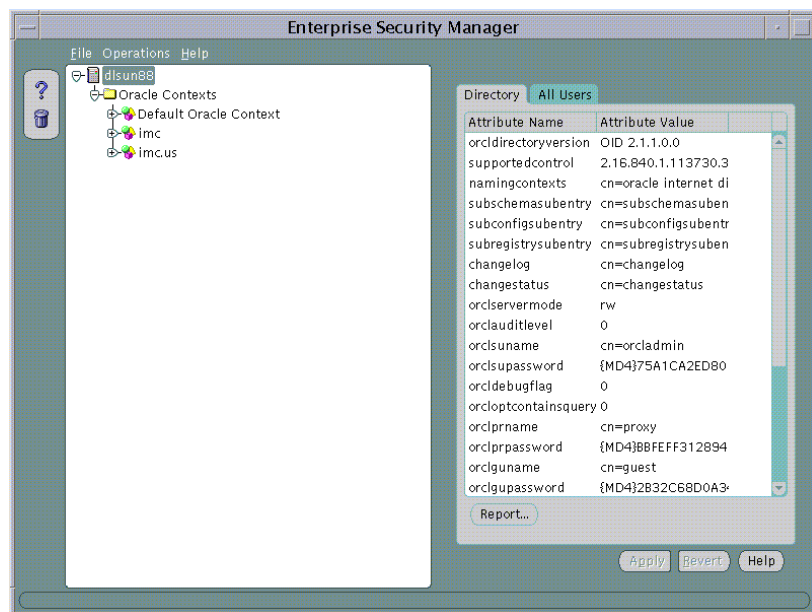 Enterprise Security Manager
File Operations Help
?
dlsun88
Oracle Contexts
Default Oracle Context
imc
imc.us
Directory All Users
Attribute Name Attribute Value
orcldirectoryversion OID 2.1.1.0.0
supportedcontrol 2.16.840.1.113730.3
namingcontexts cn=oracle internet di
subschemasubentry cn=subschemasuben
subconfigsubentry cn=subconfigsubentr
subregistrysubentry cn=subregistrysuben
changelog cn=changelog
changestatus cn=changestatus
orclservermode rw
orclauditlevel 0
orclsuname cn=orcladmin
orclsupassword {MD4}75A1CA2ED80
orcldebugflag 0
orcloptcontainsquery 0
orclprname cn=proxy
orclprpassword {MD4}BBFEFF312894
orclguname cn=guest
orclgupassword {MD4}2B32C68D0A3
Report...
Apply Revert Help